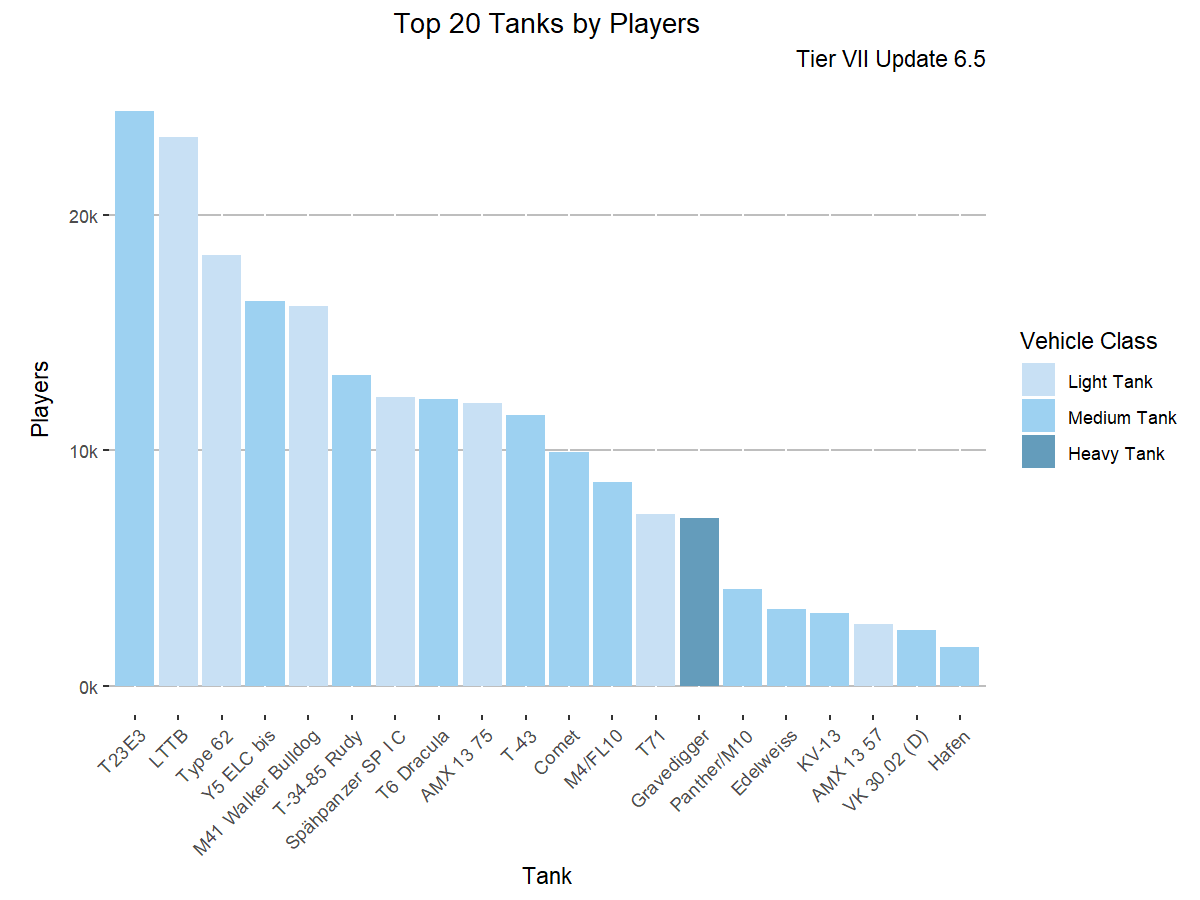 Top 20 Tanks by Players
Tier VII Update 6.5
20k
10k
0k
Players
T23E3
LTTB
Type 62
Y5 ELC bis
M41 Walker Bulldog
T-34-85 Rudy
Spähpanzer SP I C
T6 Dracula
AMX 13 75
T-43
Comet
M4/FL10
T71
Gravedigger
Panther/M10
Edelweiss
KV-13
AMX 13 57
VK 30.02 (D)
Hafen
Tank
Vehicle Class
Light Tank
Medium Tank
Heavy Tank